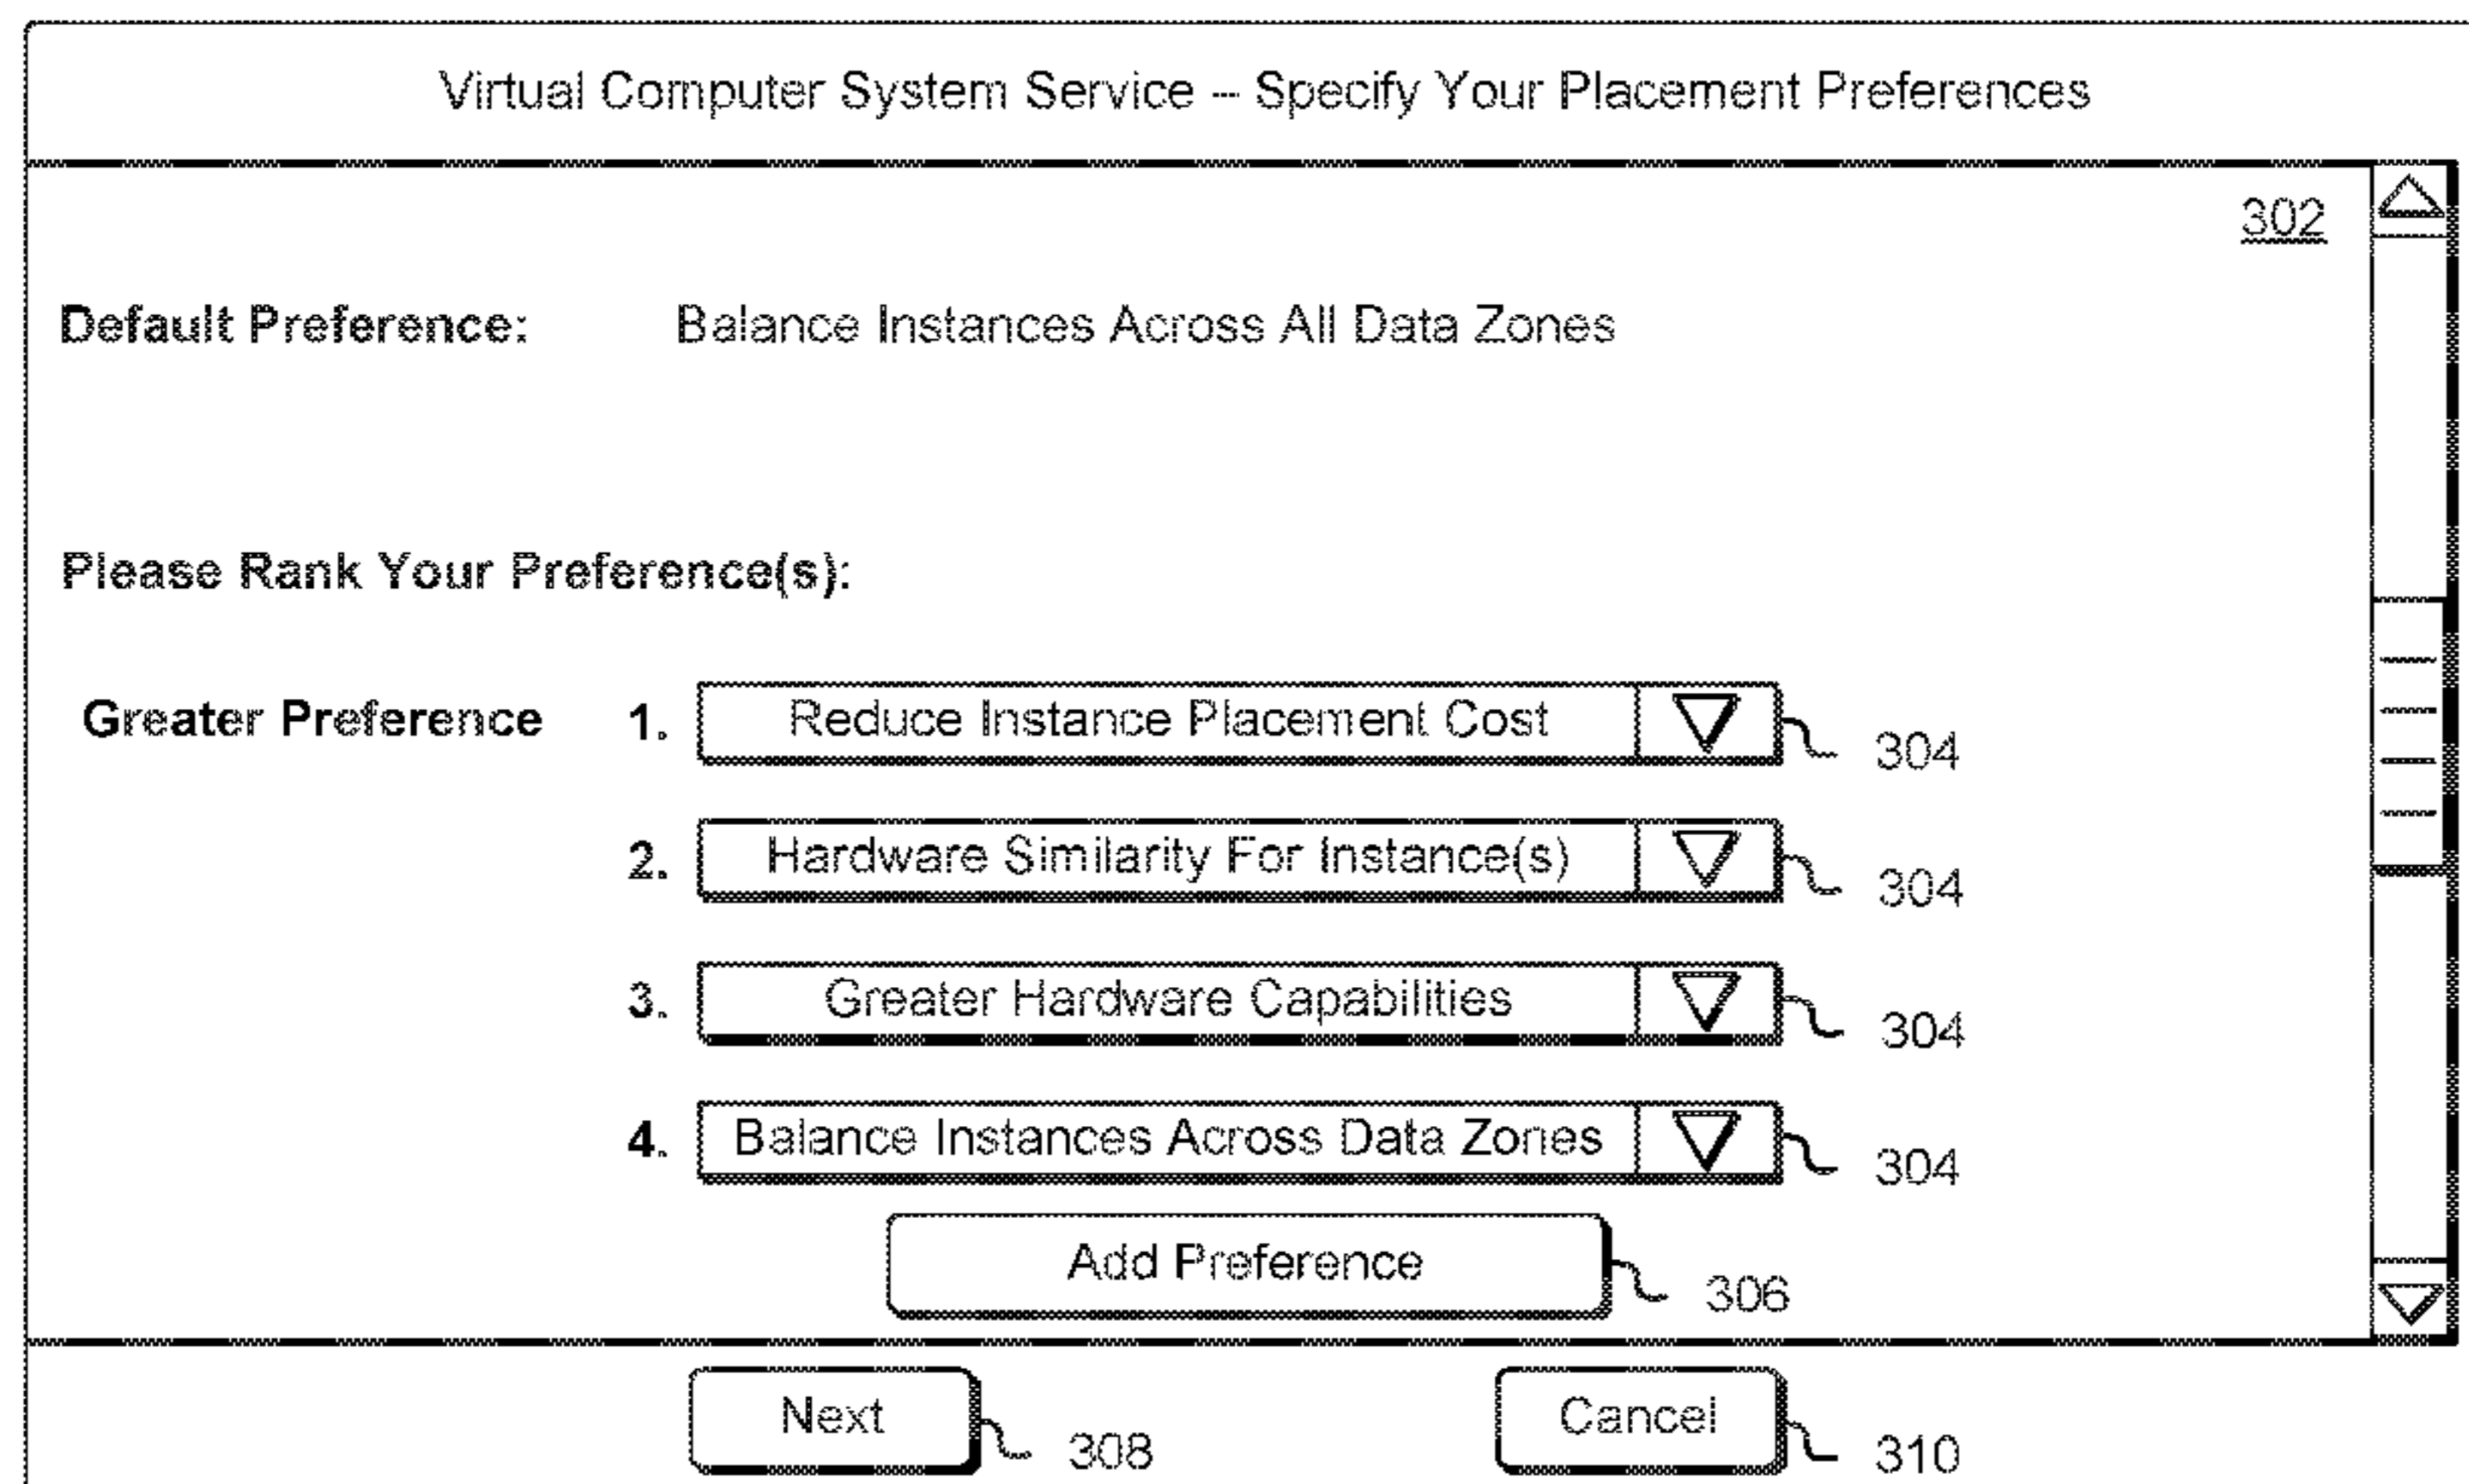 Virtual Computer System Service – Specify Your Placement Preferences
302
Default Preference: Balance Instances Across All Data Zones
Please Rank Your Preference(s):
Greater Preference 1. Reduce Instance Placement Cost 304
2. Hardware Similarity For Instance(s) 304
3. Greater Hardware Capabilities 304
4. Balance Instances Across Data Zones 304
Add Preference 306
Next 308 Cancel 310